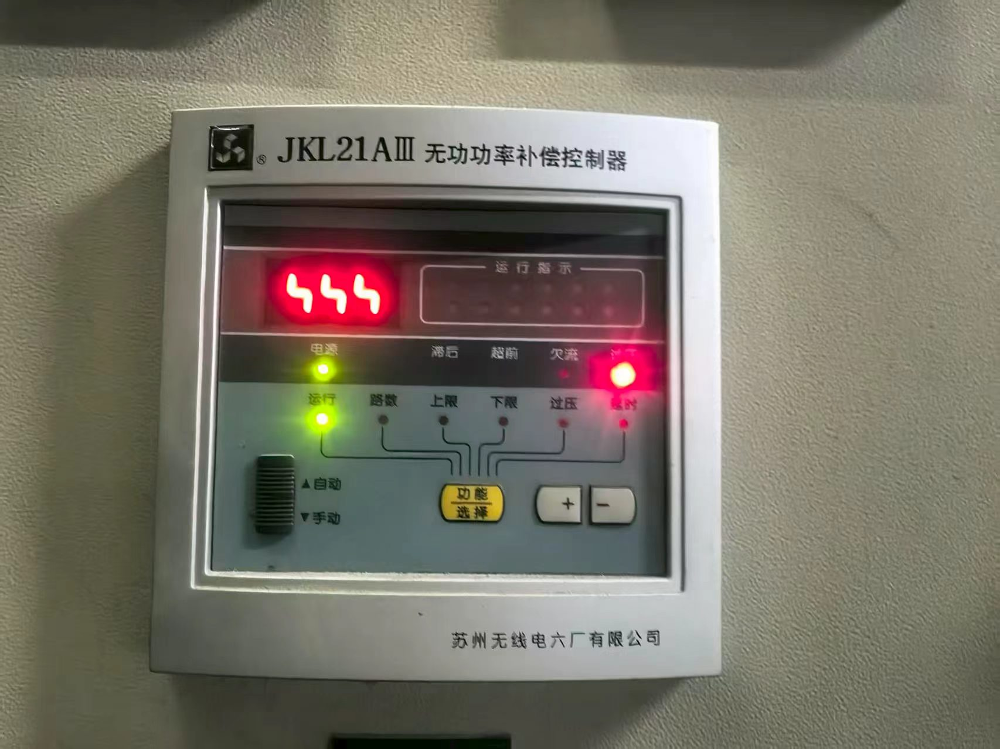 ® JKL21AⅢ 无功功率补偿控制器
运行指示
电源 滞后 超前 欠流
运行 路数 上限 下限 过压 延时
▲自动
▼手动
功能
选择
+ −
苏州无线电六厂有限公司